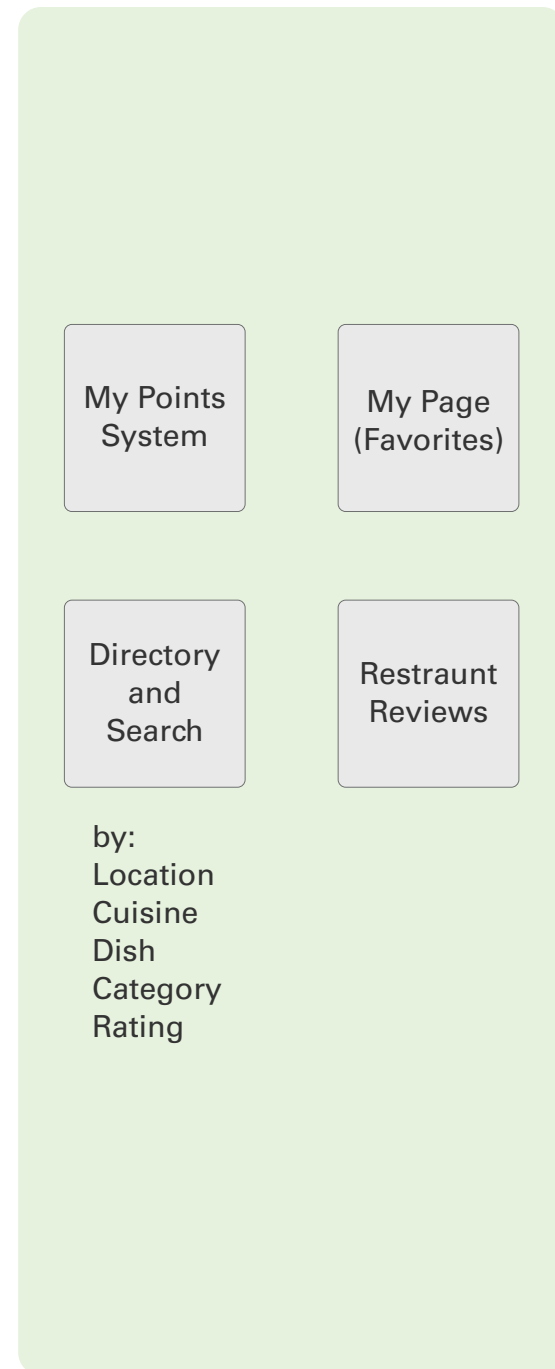 My Points
System
My Page
(Favorites)
Directory
and
Search
Restraunt
Reviews
by:
Location
Cuisine
Dish
Category
Rating